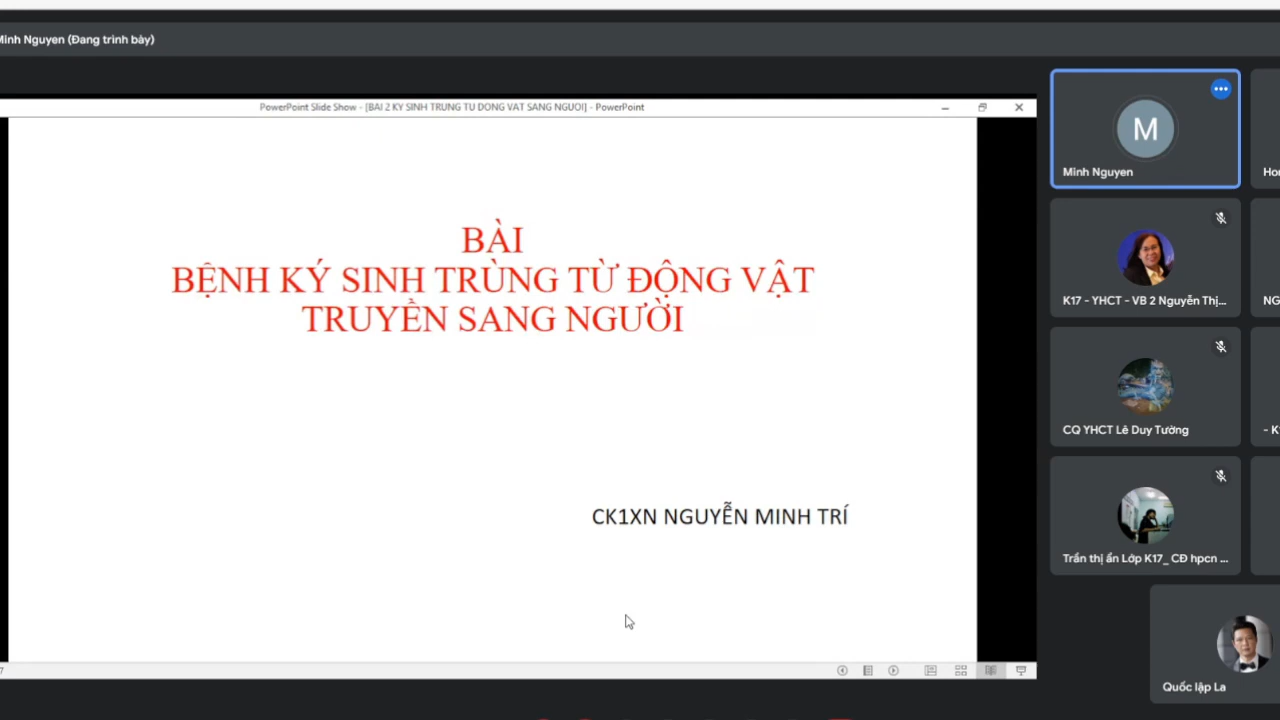 Minh Nguyen (Đang trình bày)
PowerPoint Slide Show - [BAI 2 KY SINH TRUNG TU DONG VAT SANG NGUOI] - PowerPoint
BÀI
BỆNH KÝ SINH TRÙNG TỪ ĐỘNG VẬT
TRUYỀN SANG NGƯỜI
CK1XN NGUYỄN MINH TRÍ
M
Minh Nguyen
K17 - YHCT - VB 2 Nguyễn Thị...
NG
CQ YHCT Lê Duy Tường
- K
Trần thị ẩn Lớp K17_ CĐ hpcn ...
Quốc lập La